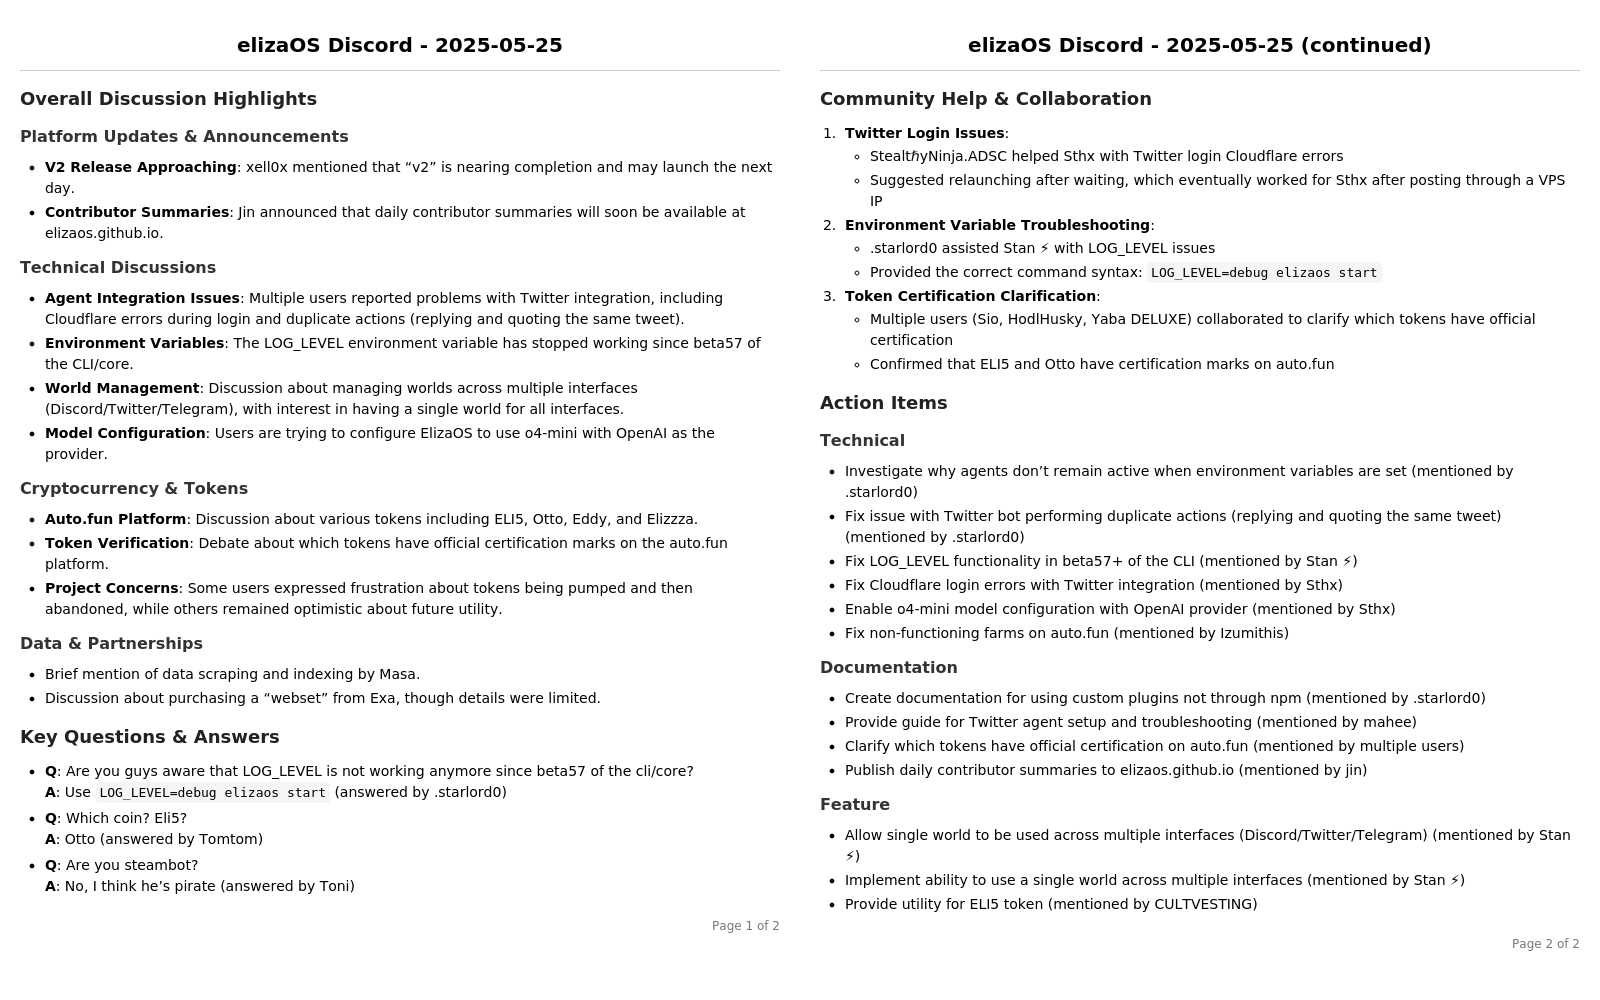 elizaOS Discord - 2025-05-25
Overall Discussion Highlights
Platform Updates & Announcements
• V2 Release Approaching: xell0x mentioned that “v2” is nearing completion and may launch the next
day.
• Contributor Summaries: Jin announced that daily contributor summaries will soon be available at
elizaos.github.io.
Technical Discussions
• Agent Integration Issues: Multiple users reported problems with Twitter integration, including
Cloudflare errors during login and duplicate actions (replying and quoting the same tweet).
• Environment Variables: The LOG_LEVEL environment variable has stopped working since beta57 of
the CLI/core.
• World Management: Discussion about managing worlds across multiple interfaces
(Discord/Twitter/Telegram), with interest in having a single world for all interfaces.
• Model Configuration: Users are trying to configure ElizaOS to use o4-mini with OpenAI as the
provider.
Cryptocurrency & Tokens
• Auto.fun Platform: Discussion about various tokens including ELI5, Otto, Eddy, and Elizzza.
• Token Verification: Debate about which tokens have official certification marks on the auto.fun
platform.
• Project Concerns: Some users expressed frustration about tokens being pumped and then
abandoned, while others remained optimistic about future utility.
Data & Partnerships
• Brief mention of data scraping and indexing by Masa.
• Discussion about purchasing a “webset” from Exa, though details were limited.
Key Questions & Answers
• Q: Are you guys aware that LOG_LEVEL is not working anymore since beta57 of the cli/core?
A: Use LOG_LEVEL=debug elizaos start (answered by .starlord0)
• Q: Which coin? Eli5?
A: Otto (answered by Tomtom)
• Q: Are you steambot?
A: No, I think he’s pirate (answered by Toni)
Page 1 of 2
elizaOS Discord - 2025-05-25 (continued)
Community Help & Collaboration
1. Twitter Login Issues:
◦ StealtℏyNinja.ADSC helped Sthx with Twitter login Cloudflare errors
◦ Suggested relaunching after waiting, which eventually worked for Sthx after posting through a VPS
IP
2. Environment Variable Troubleshooting:
◦ .starlord0 assisted Stan ⚡ with LOG_LEVEL issues
◦ Provided the correct command syntax: LOG_LEVEL=debug elizaos start
3. Token Certification Clarification:
◦ Multiple users (Sio, HodlHusky, Yaba DELUXE) collaborated to clarify which tokens have official
certification
◦ Confirmed that ELI5 and Otto have certification marks on auto.fun
Action Items
Technical
• Investigate why agents don’t remain active when environment variables are set (mentioned by
.starlord0)
• Fix issue with Twitter bot performing duplicate actions (replying and quoting the same tweet)
(mentioned by .starlord0)
• Fix LOG_LEVEL functionality in beta57+ of the CLI (mentioned by Stan ⚡)
• Fix Cloudflare login errors with Twitter integration (mentioned by Sthx)
• Enable o4-mini model configuration with OpenAI provider (mentioned by Sthx)
• Fix non-functioning farms on auto.fun (mentioned by Izumithis)
Documentation
• Create documentation for using custom plugins not through npm (mentioned by .starlord0)
• Provide guide for Twitter agent setup and troubleshooting (mentioned by mahee)
• Clarify which tokens have official certification on auto.fun (mentioned by multiple users)
• Publish daily contributor summaries to elizaos.github.io (mentioned by jin)
Feature
• Allow single world to be used across multiple interfaces (Discord/Twitter/Telegram) (mentioned by Stan
⚡)
• Implement ability to use a single world across multiple interfaces (mentioned by Stan ⚡)
• Provide utility for ELI5 token (mentioned by CULTVESTING)
Page 2 of 2